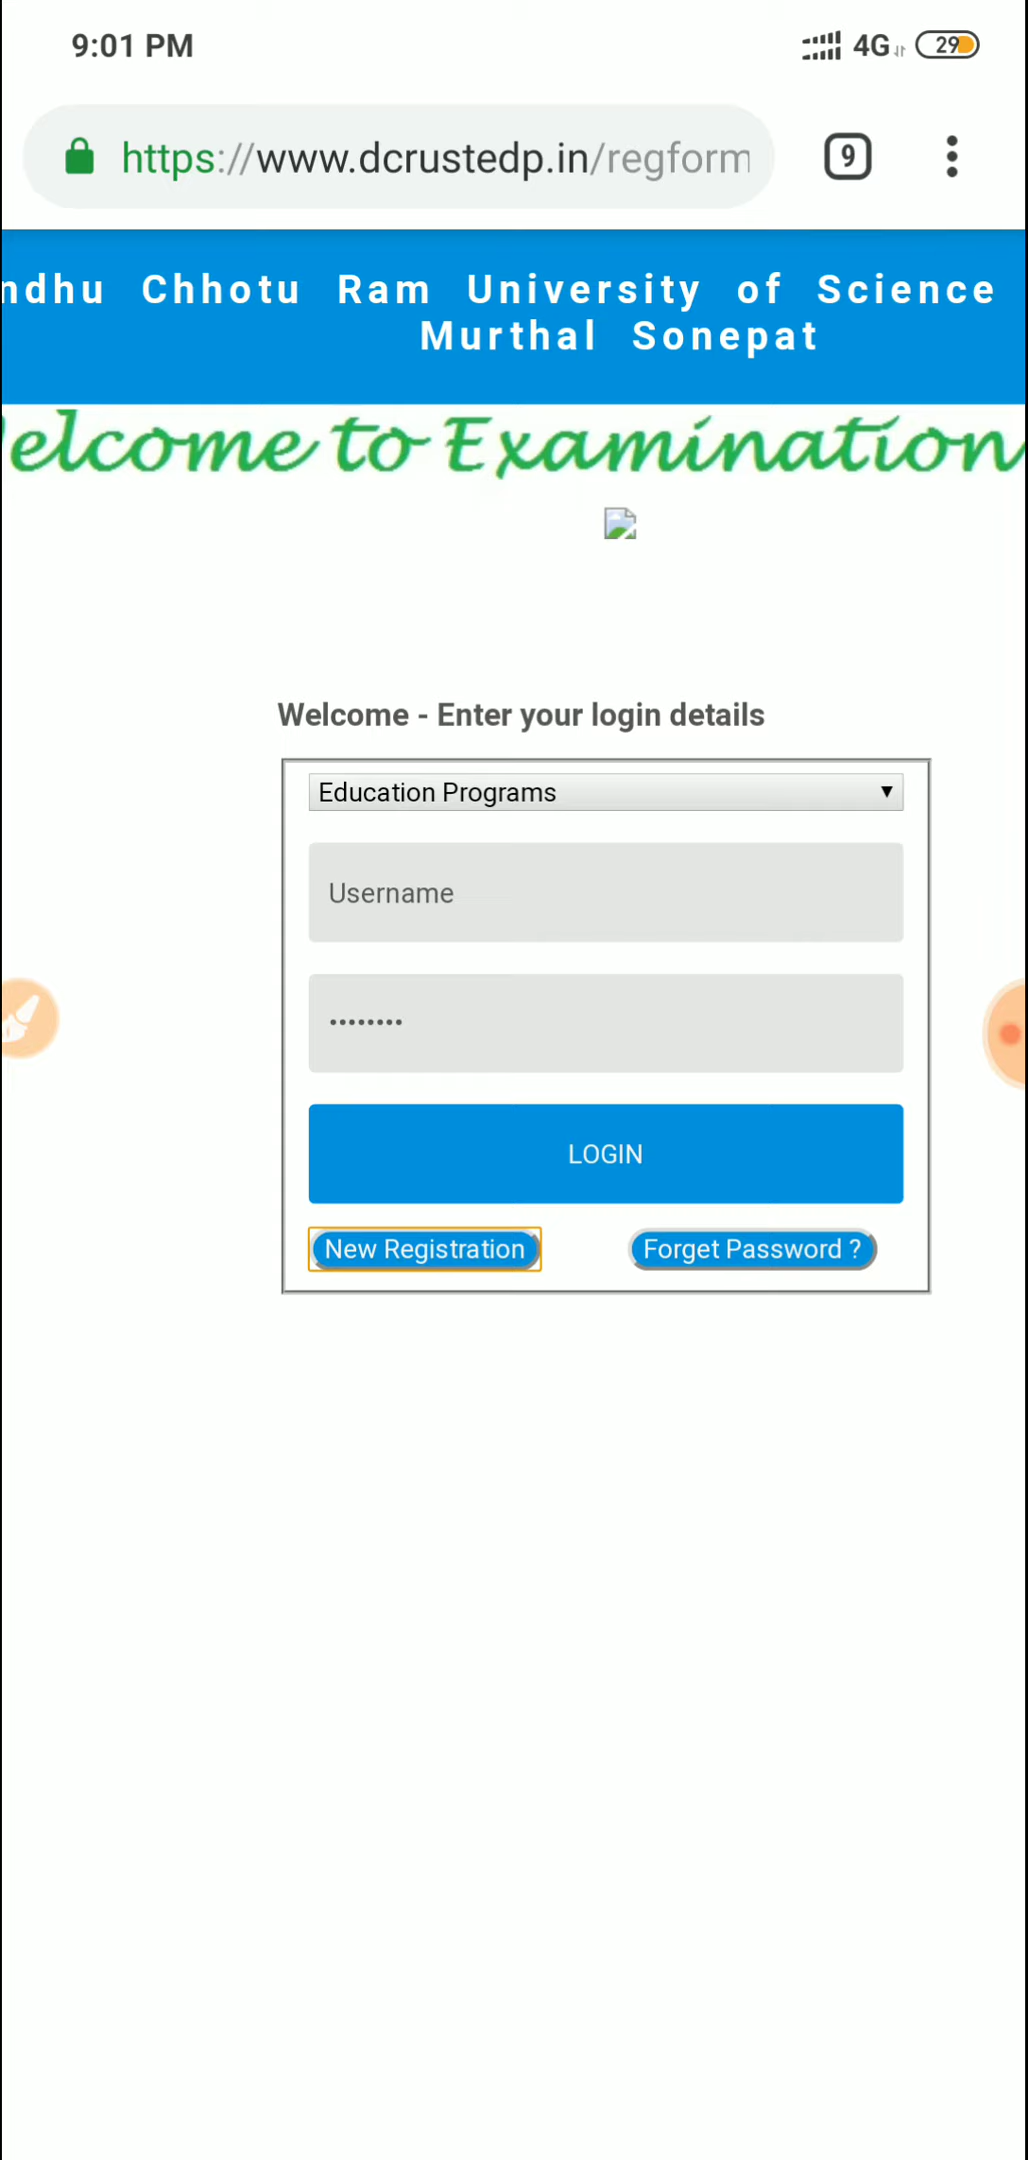 9:01 PM 4G 29
https://www.dcrustedp.in/regform 9
ndhu Chhotu Ram University of Science
Murthal Sonepat
elcome to Examination
Welcome - Enter your login details
Education Programs
Username
••••••••
LOGIN
New Registration Forget Password ?